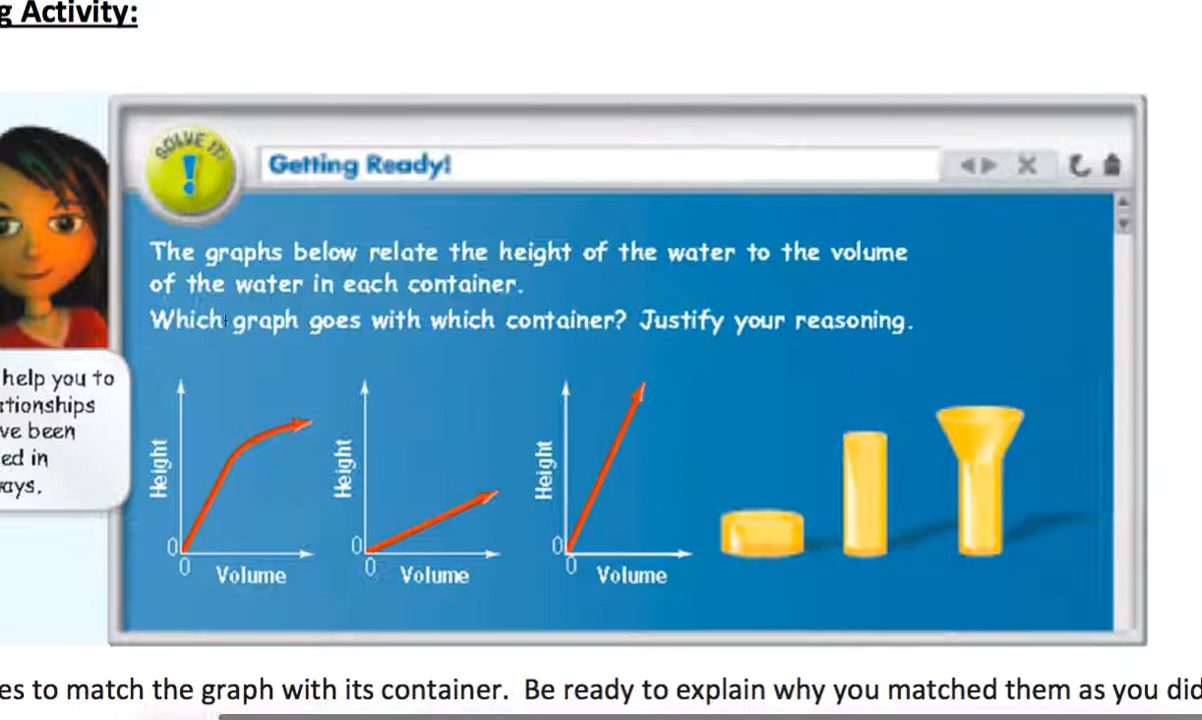 g Activity:
SOLVE IT!
Getting Ready!
The graphs below relate the height of the water to the volume
of the water in each container.
Which graph goes with which container? Justify your reasoning.
help you to
tionships
ve been
ed in
ays.
Height
0
0
Volume
Height
0
0
Volume
Height
0
0
Volume
es to match the graph with its container. Be ready to explain why you matched them as you did